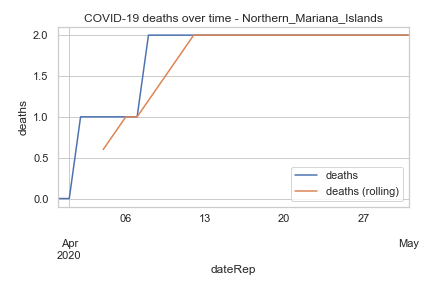 COVID-19 deaths over time - Northern_Mariana_Islands
deaths
2.0
1.5
1.0
0.5
0.0
deaths
deaths (rolling)
06
13
20
27
Apr
2020
May
dateRep